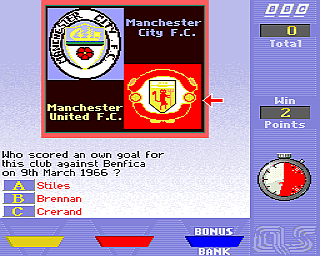 Manchester
City F.C.
MANCHESTER CITY F.C.
Manchester
United F.C.
0
Total
Win
2
Points
Who scored an own goal for
this club against Benfica
on 9th March 1966 ?
A Stiles
B Brennan
C Crerand
BONUS
BANK
QS